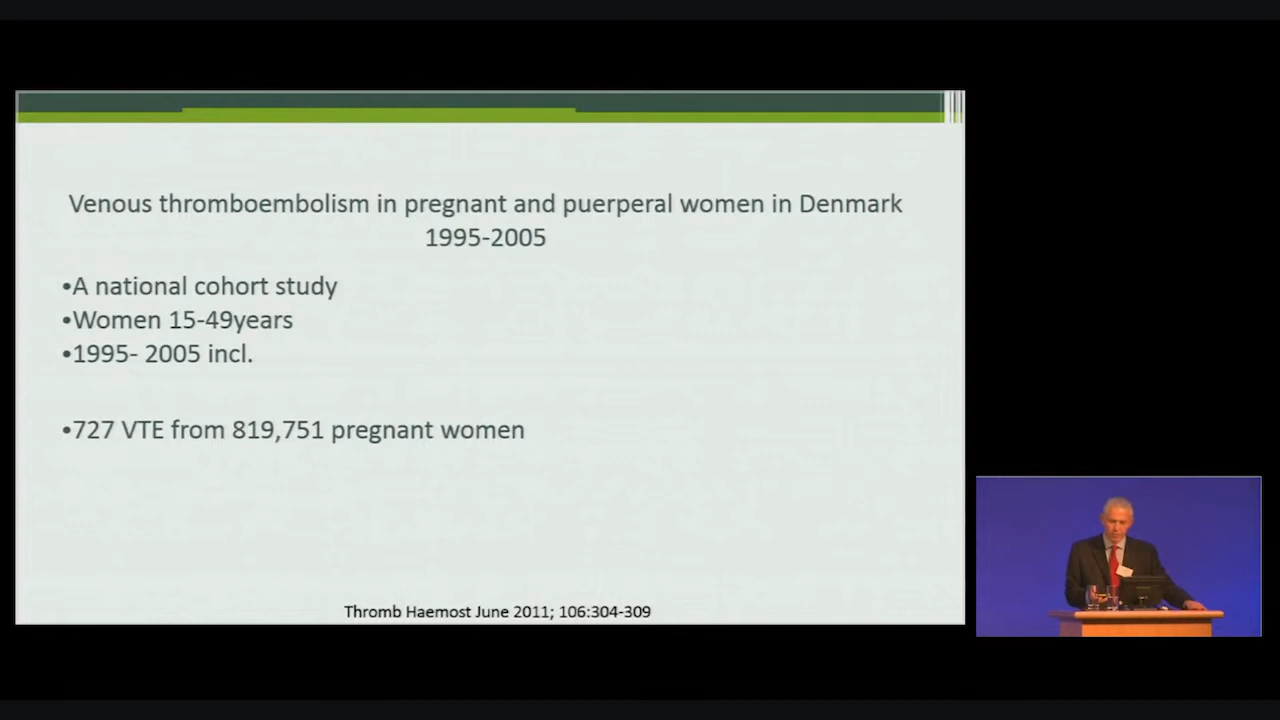 Venous thromboembolism in pregnant and puerperal women in Denmark
1995-2005
•A national cohort study
•Women 15-49years
•1995- 2005 incl.
•727 VTE from 819,751 pregnant women
Thromb Haemost June 2011; 106:304-309